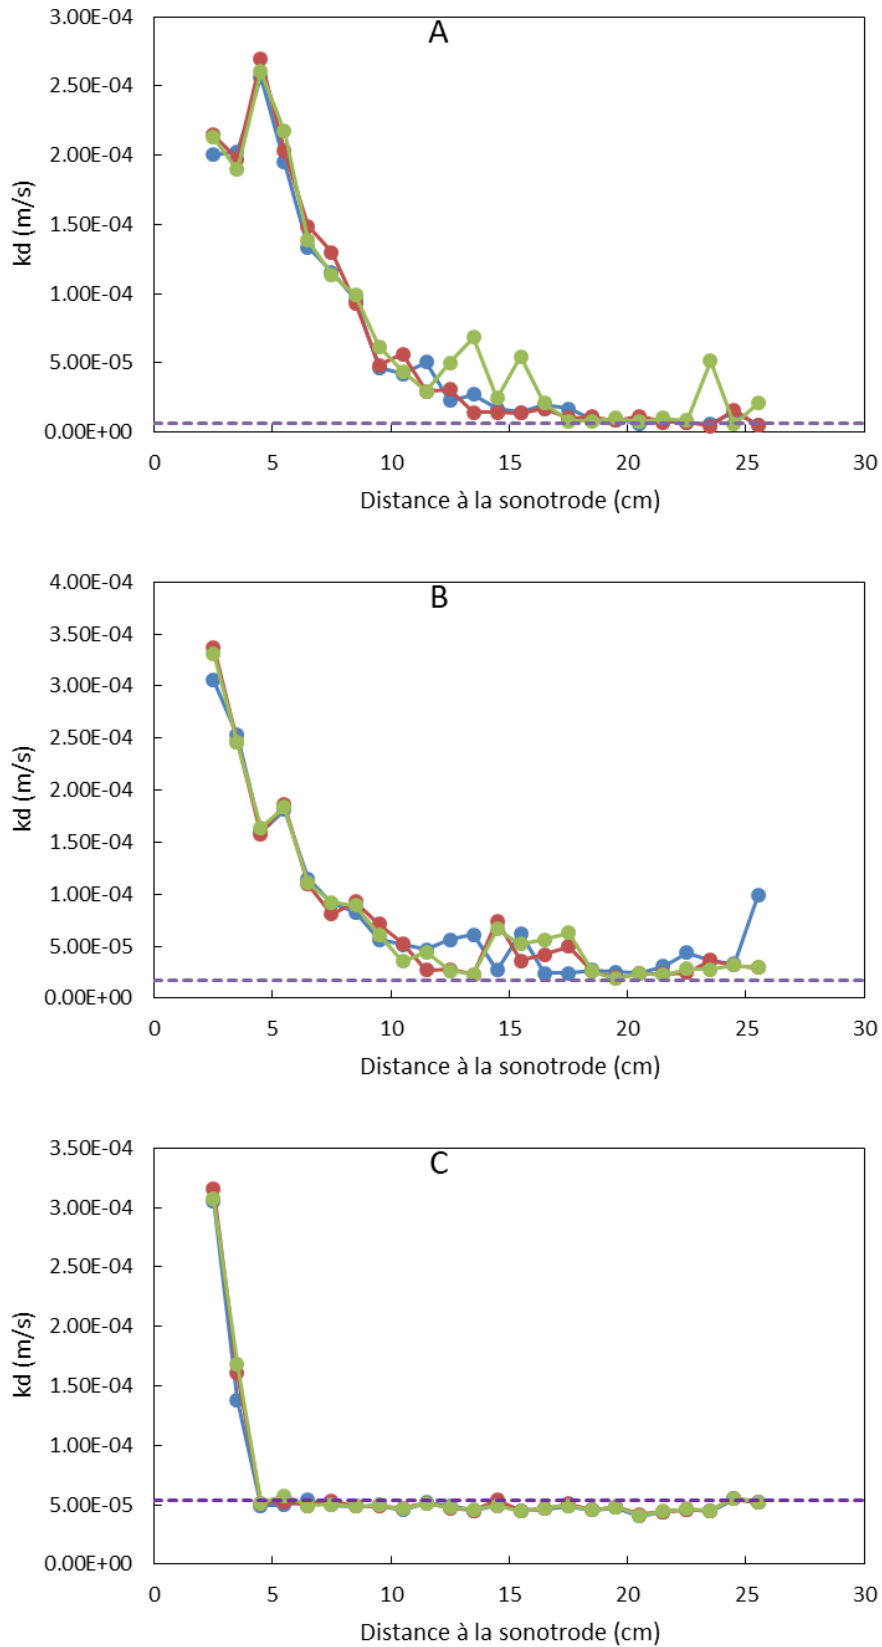 A
3.00E-04
2.50E-04
2.00E-04
1.50E-04
1.00E-04
5.00E-05
0.00E+00
kd (m/s)
0 5 10 15 20 25 30
Distance à la sonotrode (cm)
B
4.00E-04
3.50E-04
3.00E-04
2.50E-04
2.00E-04
1.50E-04
1.00E-04
5.00E-05
0.00E+00
kd (m/s)
0 5 10 15 20 25 30
Distance à la sonotrode (cm)
C
3.50E-04
3.00E-04
2.50E-04
2.00E-04
1.50E-04
1.00E-04
5.00E-05
0.00E+00
kd (m/s)
0 5 10 15 20 25 30
Distance à la sonotrode (cm)